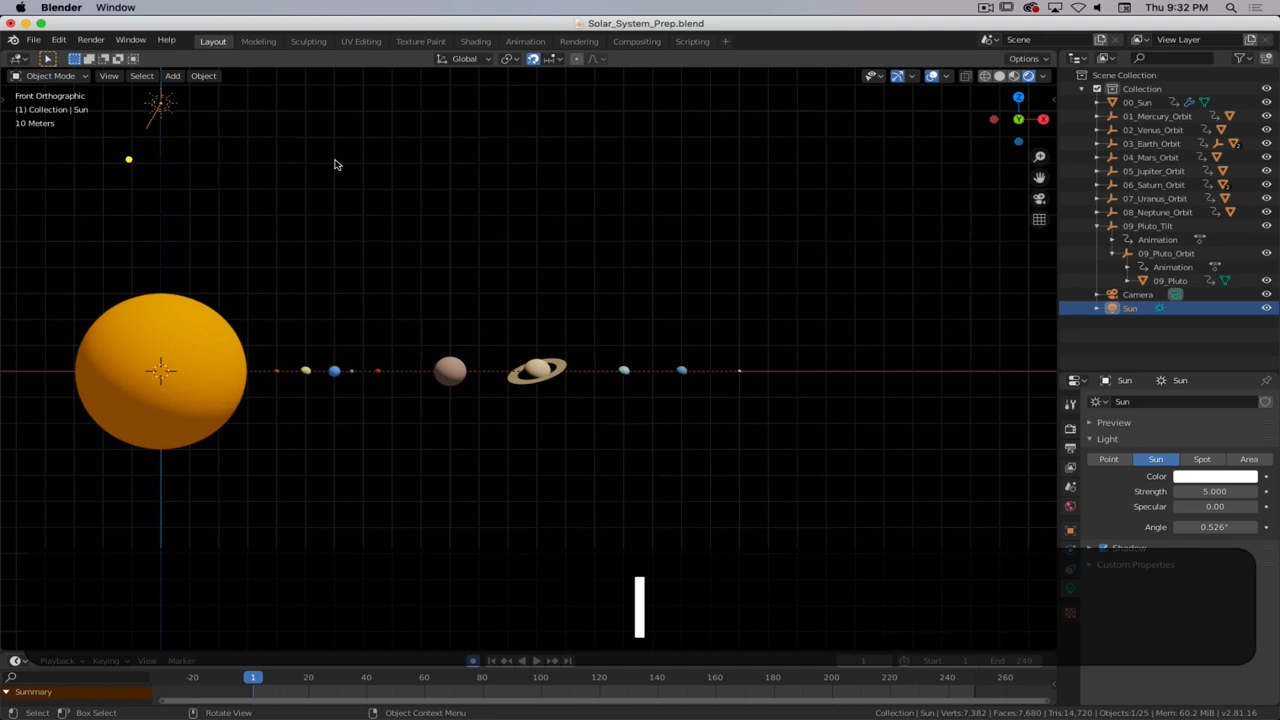 Blender Window Thu 9:32 PM
Solar_System_Prep.blend
File Edit Render Window Help Layout Modeling Sculpting UV Editing Texture Paint Shading Animation Rendering Compositing Scripting + Scene View Layer
Global Options
Object Mode View Select Add Object
Scene Collection
Collection
Front Orthographic
(1) Collection | Sun
10 Meters
Z
Y
X
00_Sun
01_Mercury_Orbit
02_Venus_Orbit
03_Earth_Orbit 2
04_Mars_Orbit
05_Jupiter_Orbit
06_Saturn_Orbit 2
07_Uranus_Orbit
08_Neptune_Orbit
09_Pluto_Tilt
Animation
09_Pluto_Orbit
Animation
09_Pluto
Camera
Sun
Sun Sun
Sun
Preview
Light
Point Sun Spot Area
Color
Strength 5.000
Specular 0.00
Angle 0.526°
Shadow
Custom Properties
Playback Keying View Marker 1 Start 1 End 249
-20 1 20 40 60 80 100 120 140 160 180 200 220 240 260
Summary
Select Box Select Rotate View Object Context Menu Collection | Sun | Verts:7,382 | Faces:7,680 | Tris:14,720 | Objects:1/25 | Mem: 60.2 MiB | v2.81.16